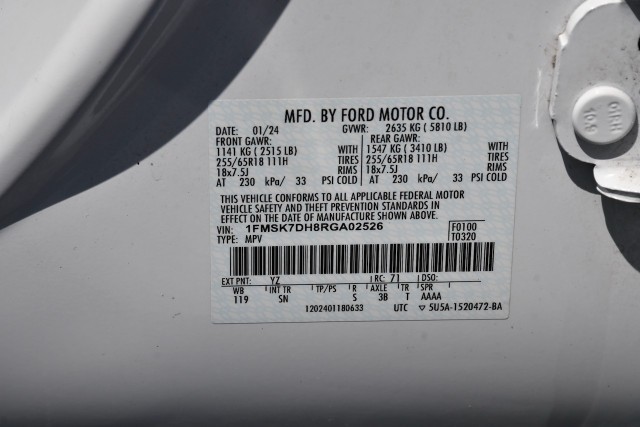 MFD. BY FORD MOTOR CO.
DATE: 01/24 GVWR: 2635 KG ( 5810 LB)
FRONT GAWR: REAR GAWR:
1141 KG ( 2515 LB) WITH 1547 KG ( 3410 LB) WITH
255/65R18 111H TIRES 255/65R18 111H TIRES
18x7.5J RIMS 18x7.5J RIMS
AT 230 kPa/ 33 PSI COLD AT 230 kPa/ 33 PSI COLD
THIS VEHICLE CONFORMS TO ALL APPLICABLE FEDERAL MOTOR
VEHICLE SAFETY AND THEFT PREVENTION STANDARDS IN
EFFECT ON THE DATE OF MANUFACTURE SHOWN ABOVE.
VIN: 1FMSK7DH8RGA02526 F0100
TYPE: MPV T0320
EXT PNT: YZ RC: 71 DSO:
WB INT TR TP/PS R AXLE TR SPR
119 SN S 3B T AAAA
1202401180633 UTC ▽ 5U5A-1520472-BA
10.9